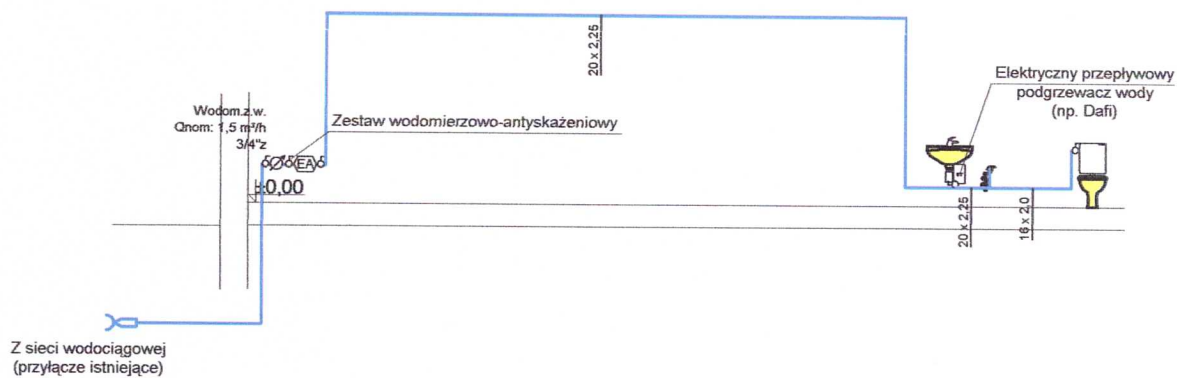 20 x 2,25
Elektryczny przepływowy
podgrzewacz wody
(np. Dafi)
Wodom.z.w.
Qnom: 1,5 m³/h
3/4"z
Zestaw wodomierzowo-antyskażeniowy
EA
±0,00
20 x 2,25
16 x 2,0
Z sieci wodociągowej
(przyłącze istniejące)